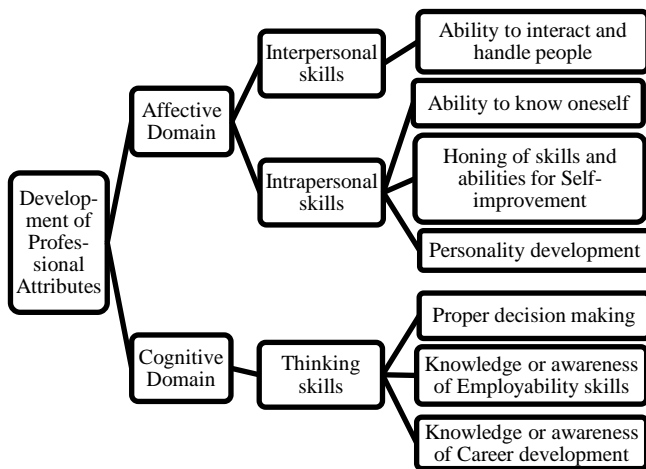 Develop-
ment of
Profes-
sional
Attributes
Affective
Domain
Interpersonal
skills
Ability to interact and
handle people
Intrapersonal
skills
Ability to know oneself
Honing of skills and
abilities for Self-
improvement
Personality development
Cognitive
Domain
Thinking
skills
Proper decision making
Knowledge or awareness
of Employability skills
Knowledge or awareness
of Career development